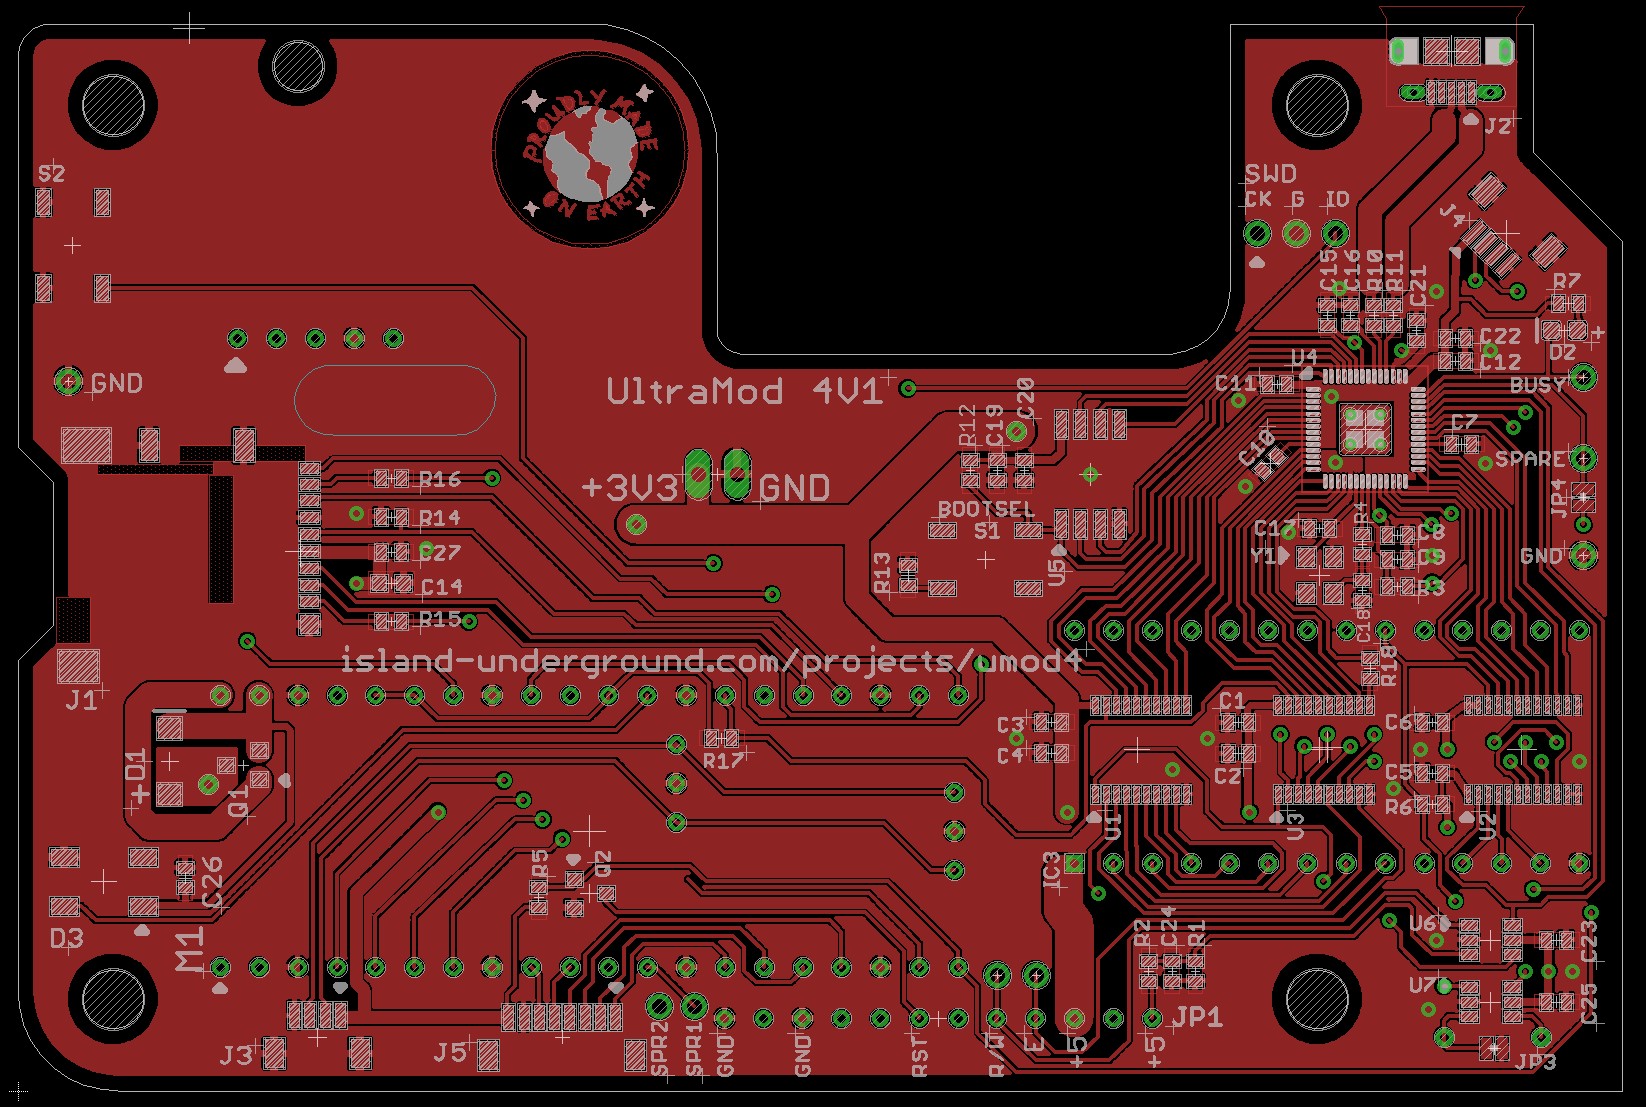 J2
PROUDLY MADE
ON EARTH
S2
SWD
CK G IO
J4
C15
C16
R10
R11
C21
R7
+
D2
C22
C12
U4
C11
GND
UltraMod 4V1
BUSY
R12
C19
C20
C7
C10
SPARE
+3V3
GND
R16
JP4
BOOTSEL
S1
R14
C17
R4
C8
C27
Y1
C9
GND
R13
U5
C14
R3
R15
C18
island-underground.com/projects/umod4
R18
J1
C3
C1
C6
+D1
R17
C4
C2
C5
Q1
R6
U1
U3
U2
R5
Q2
IC3
C26
D3
M1
R2
C24
R1
U6
C23
U7
C25
SPR2
SPR1
GND
GND
RST
R/W
E
+5
+5
JP1
J3
J5
JP3